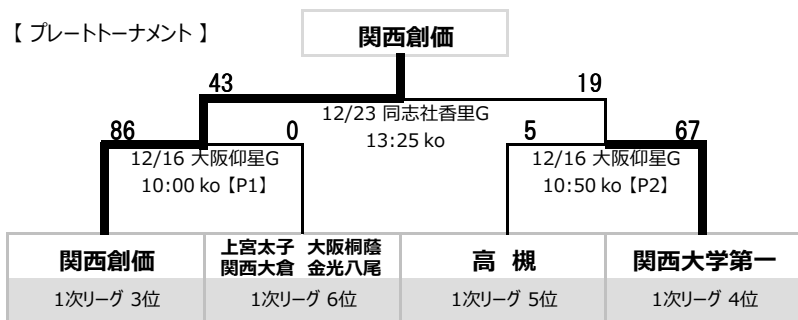 【 プレートトーナメント 】
関西創価
43
19
12/23 同志社香里G
13:25 ko
86
0
5
67
12/16 大阪仰星G
10:00 ko 【P1】
12/16 大阪仰星G
10:50 ko 【P2】
関西創価
上宮太子 大阪桐蔭
関西大倉 金光八尾
高 槻
関西大学第一
1次リーグ 3位
1次リーグ 6位
1次リーグ 5位
1次リーグ 4位